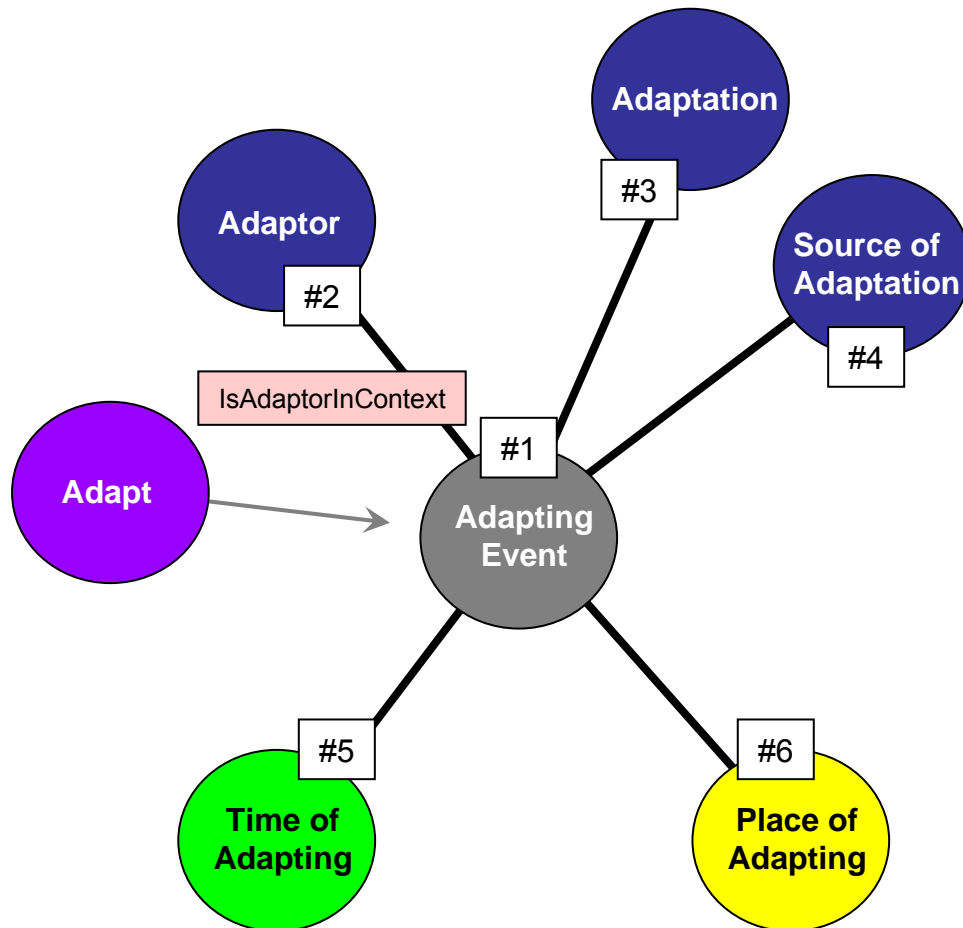 Adaptation
#3
Adaptor
#2
Source of
Adaptation
#4
IsAdaptorInContext
#1
Adapt
Adapting
Event
#5
Time of
Adapting
#6
Place of
Adapting